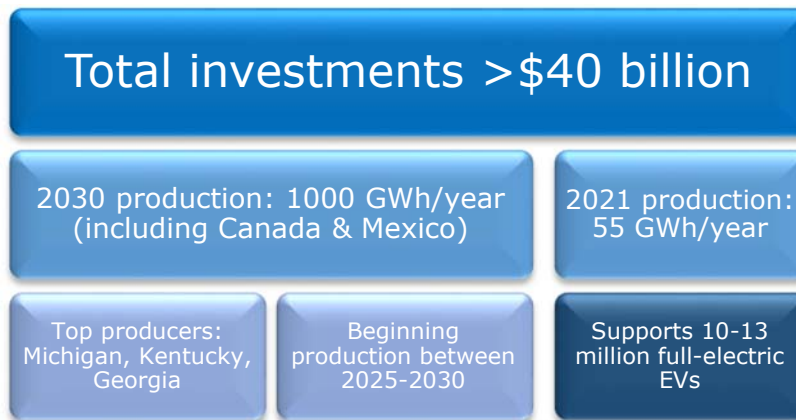 Total investments >$40 billion
2030 production: 1000 GWh/year
(including Canada & Mexico)
2021 production:
55 GWh/year
Top producers:
Michigan, Kentucky,
Georgia
Beginning
production between
2025-2030
Supports 10-13
million full-electric
EVs